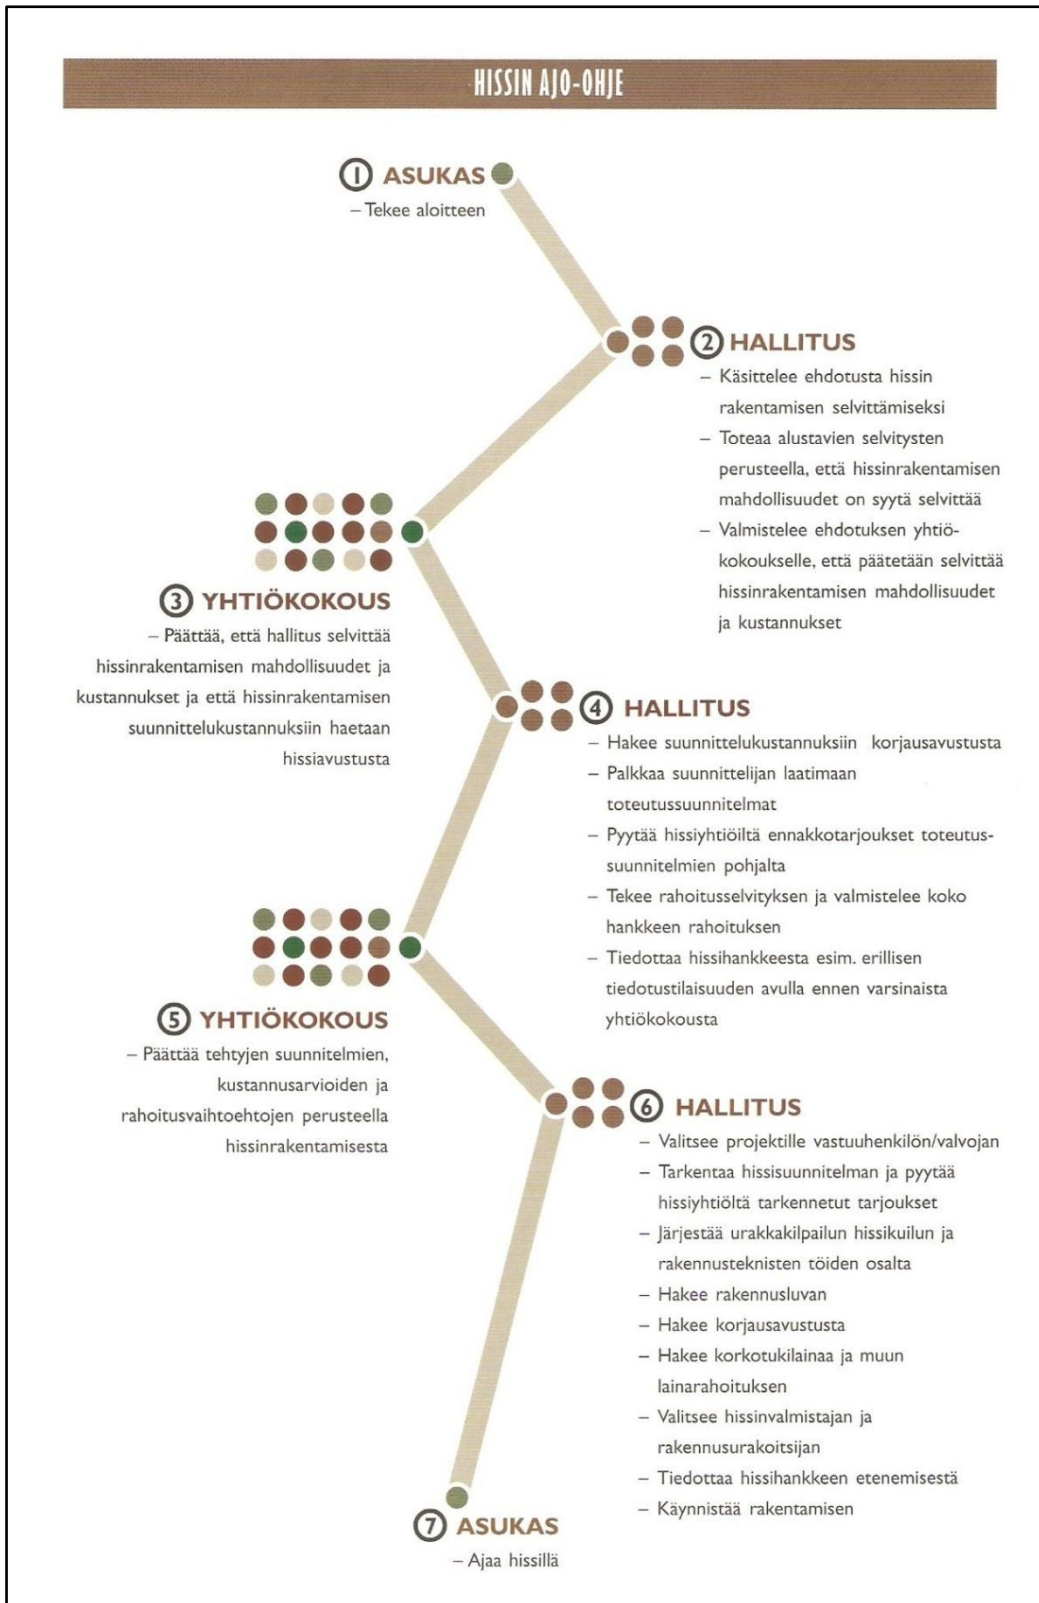 HISSIN AJO-OHJE
1 ASUKAS
– Tekee aloitteen
2 HALLITUS
– Käsittelee ehdotusta hissin
rakentamisen selvittämiseksi
– Toteaa alustavien selvitysten
perusteella, että hissinrakentamisen
mahdollisuudet on syytä selvittää
– Valmistelee ehdotuksen yhtiö-
kokoukselle, että päätetään selvittää
hissinrakentamisen mahdollisuudet
ja kustannukset
3 YHTIÖKOKOUS
– Päättää, että hallitus selvittää
hissinrakentamisen mahdollisuudet ja
kustannukset ja että hissinrakentamisen
suunnittelukustannuksiin haetaan
hissiavustusta
4 HALLITUS
– Hakee suunnittelukustannuksiin korjausavustusta
– Palkkaa suunnittelijan laatimaan
toteutussuunnitelmat
– Pyytää hissiyhtiöiltä ennakkotarjoukset toteutus-
suunnitelmien pohjalta
– Tekee rahoitusselvityksen ja valmistelee koko
hankkeen rahoituksen
– Tiedottaa hissihankkeesta esim. erillisen
tiedotustilaisuuden avulla ennen varsinaista
yhtiökokousta
5 YHTIÖKOKOUS
– Päättää tehtyjen suunnitelmien,
kustannusarvioiden ja
rahoitusvaihtoehtojen perusteella
hissinrakentamisesta
6 HALLITUS
– Valitsee projektille vastuuhenkilön/valvojan
– Tarkentaa hissisuunnitelman ja pyytää
hissiyhtiöltä tarkennetut tarjoukset
– Järjestää urakkakilpailun hissikuilun ja
rakennusteknisten töiden osalta
– Hakee rakennusluvan
– Hakee korjausavustusta
– Hakee korkotukilainaa ja muun
lainarahoituksen
– Valitsee hissinvalmistajan ja
rakennusurakoitsijan
– Tiedottaa hissihankkeen etenemisestä
– Käynnistää rakentamisen
7 ASUKAS
– Ajaa hissillä